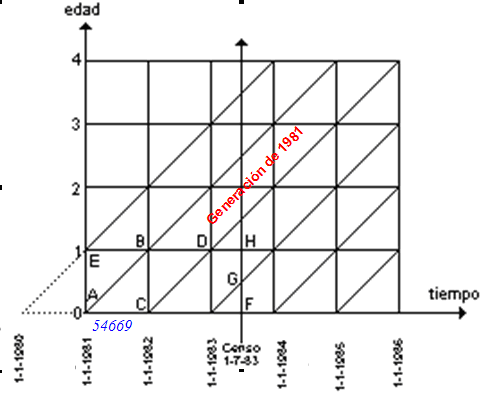 edad
4
3
Generación de 1981
2
B D H
1
E
G
A
C F
tiempo
0
54669
Censo
1-7-83
1-1-1980
1-1-1981
1-1-1982
1-1-1983
1-1-1984
1-1-1985
1-1-1986